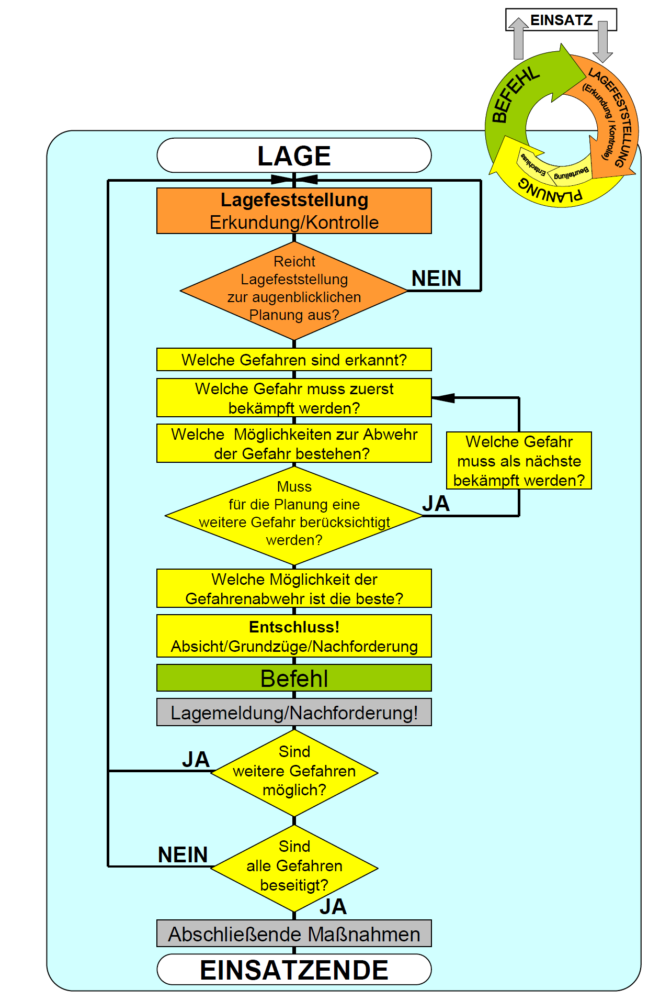 EINSATZ
BEFEHL
LAGEFESTSTELLUNG
(Erkundung / Kontrolle)
Entschluss
Beurteilung
PLANUNG
LAGE
Lagefeststellung
Erkundung/Kontrolle
Reicht
Lagefeststellung
zur augenblicklichen
Planung aus?
NEIN
Welche Gefahren sind erkannt?
Welche Gefahr muss zuerst
bekämpft werden?
Welche  Möglichkeiten zur Abwehr
der Gefahr bestehen?
Welche Gefahr
muss als nächste
bekämpft werden?
Muss
für die Planung eine
weitere Gefahr berücksichtigt
werden?
JA
Welche Möglichkeit der
Gefahrenabwehr ist die beste?
Entschluss!
Absicht/Grundzüge/Nachforderung
Befehl
Lagemeldung/Nachforderung!
Sind
weitere Gefahren
möglich?
JA
Sind
alle Gefahren
beseitigt?
NEIN
JA
Abschließende Maßnahmen
EINSATZENDE